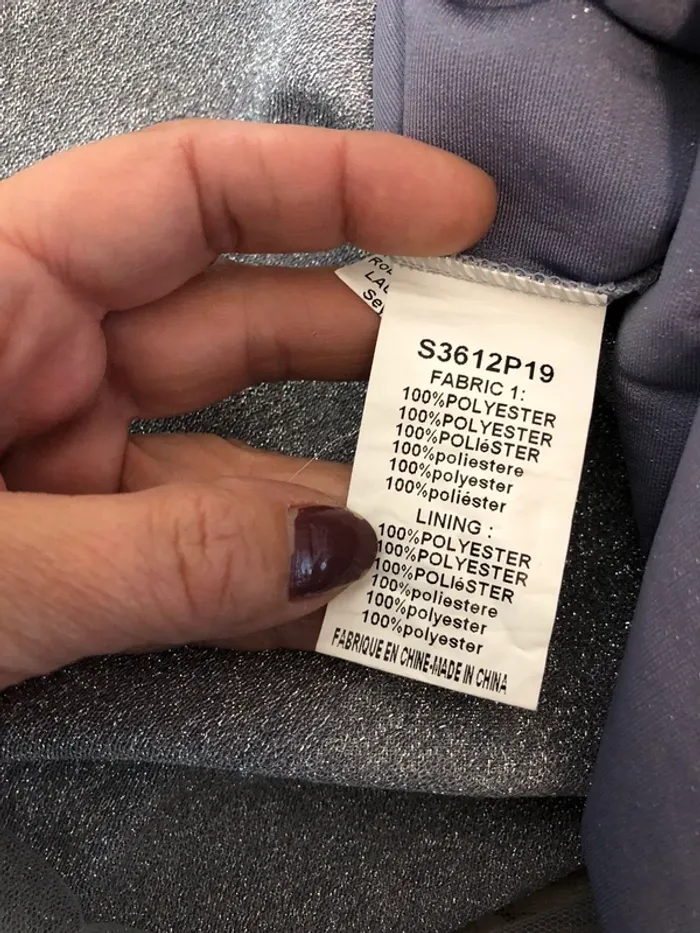 S3612P19
FABRIC 1:
100%POLYESTER
100%POLYESTER
100%POLIéSTER
100%poliestere
100%polyester
100%poliéster
LINING :
100%POLYESTER
100%POLYESTER
100%POLIéSTER
100%poliestere
100%polyester
100%polyester
FABRIQUE EN CHINE-MADE IN CHINA